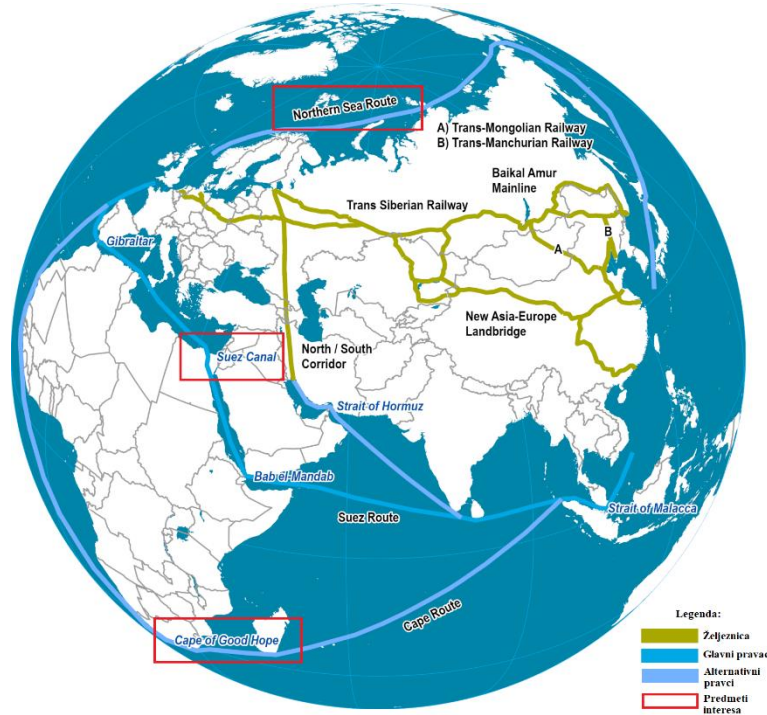 Northern Sea Route
A) Trans-Mongolian Railway
B) Trans-Manchurian Railway
Baikal Amur
Mainline
Trans Siberian Railway
B
A
Gibraltar
New Asia-Europe
Landbridge
North / South
Corridor
Suez Canal
Strait of Hormuz
Bab el-Mandab
Suez Route
Strait of Malacca
Cape Route
Cape of Good Hope
Legenda:
Željeznica
Glavni pravac
Alternativni
pravci
Predmeti
interesa